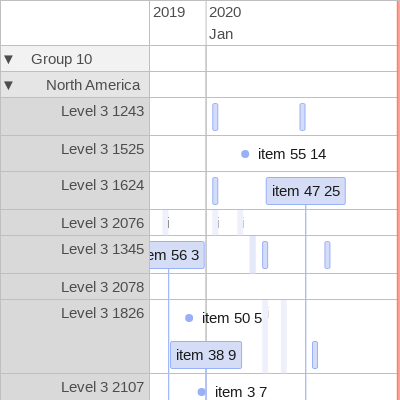 2019 2020
Jan
▼ Group 10
▼ North America
Level 3 1243
Level 3 1525 item 55 14
Level 3 1624 item 47 25
Level 3 2076 i i i
Level 3 1345 em 56 3
Level 3 2078
Level 3 1826 item 50 5
item 38 9
Level 3 2107 item 3 7